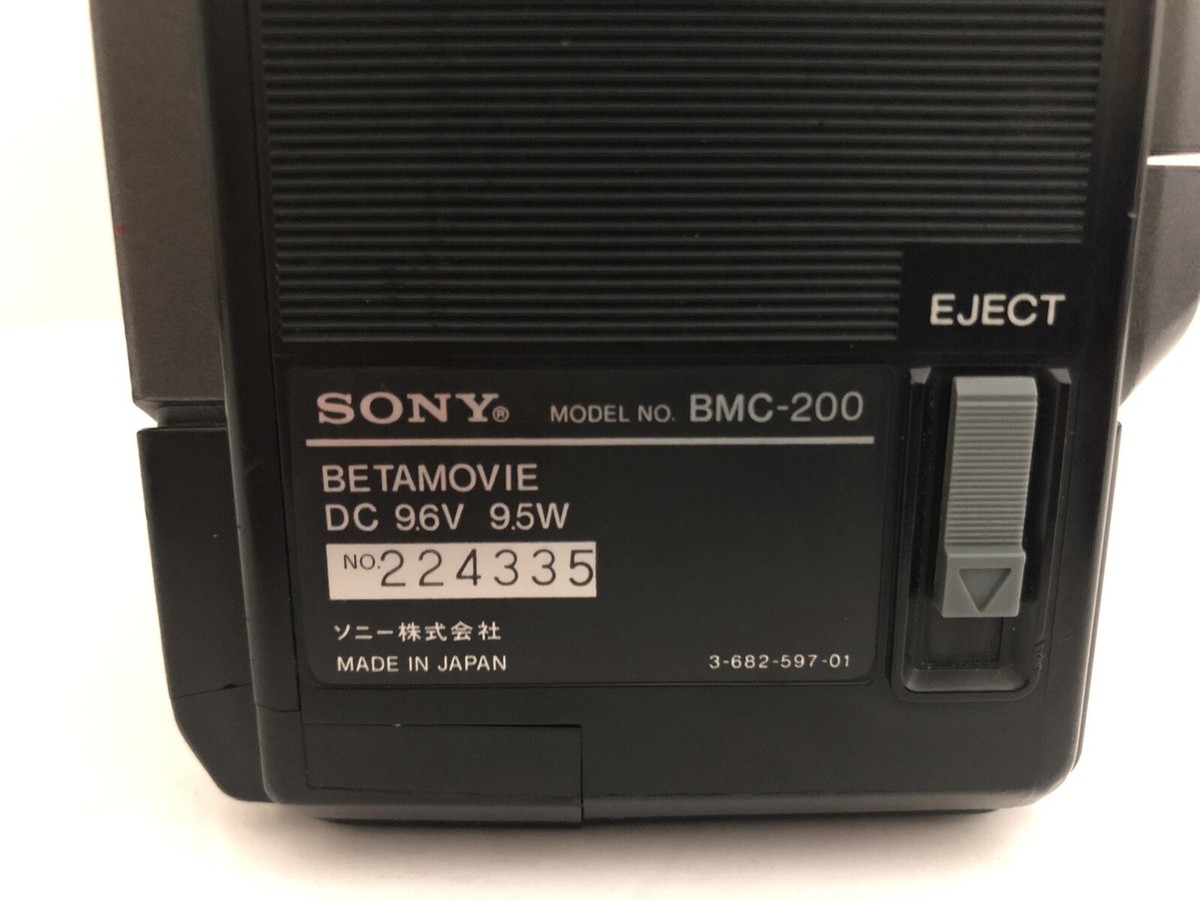 EJECT
SONY® MODEL NO. BMC-200
BETAMOVIE
DC 9.6V 9.5W
NO.224335
ソニー株式会社
MADE IN JAPAN 3-682-597-01